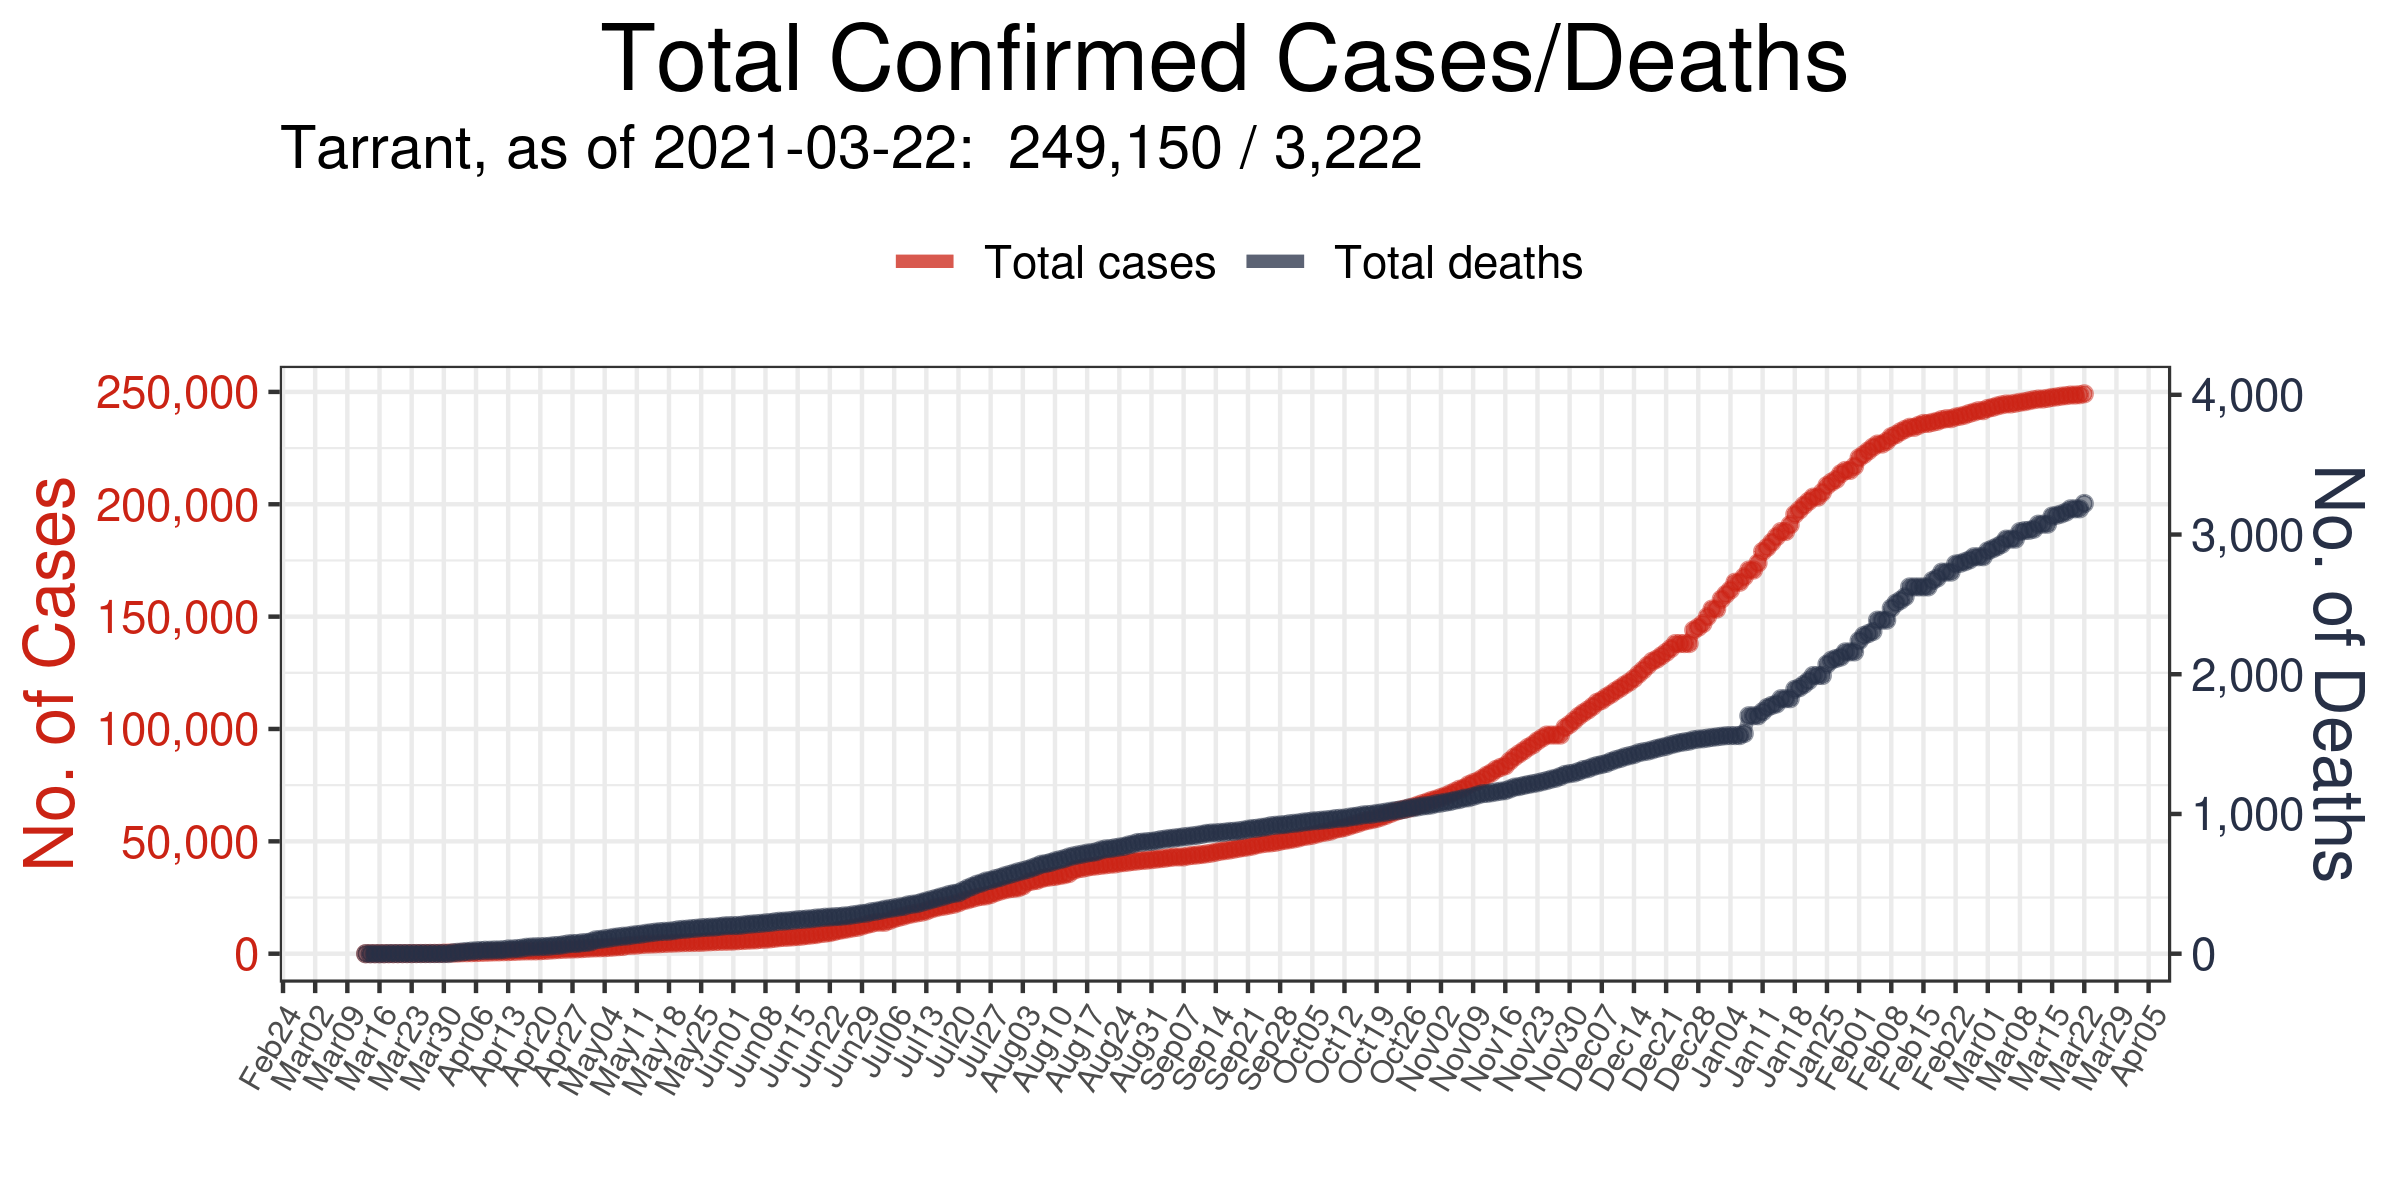 Total Confirmed Cases/Deaths
Tarrant, as of 2021-03-22:  249,150 / 3,222
Total cases
Total deaths
No. of Cases
250,000
200,000
150,000
100,000
50,000
0
4,000
3,000
2,000
1,000
0
No. of Deaths
Feb24
Mar02
Mar09
Mar16
Mar23
Mar30
Apr06
Apr13
Apr20
Apr27
May04
May11
May18
May25
Jun01
Jun08
Jun15
Jun22
Jun29
Jul06
Jul13
Jul20
Jul27
Aug03
Aug10
Aug17
Aug24
Aug31
Sep07
Sep14
Sep21
Sep28
Oct05
Oct12
Oct19
Oct26
Nov02
Nov09
Nov16
Nov23
Nov30
Dec07
Dec14
Dec21
Dec28
Jan04
Jan11
Jan18
Jan25
Feb01
Feb08
Feb15
Feb22
Mar01
Mar08
Mar15
Mar22
Mar29
Apr05